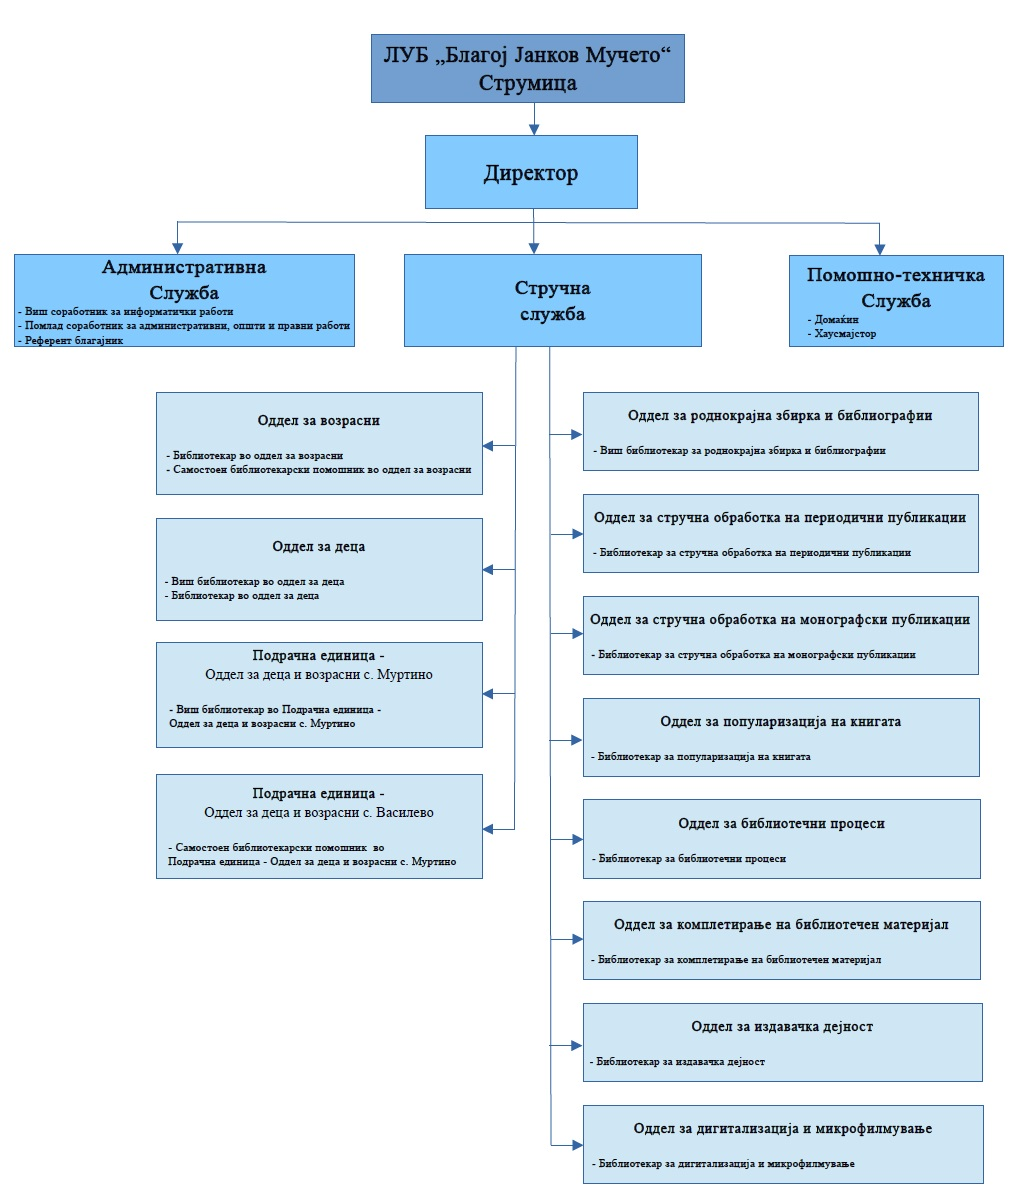 ЛУБ „Благој Јанков Мучето“
Струмица
Директор
Административна
Служба
- Виш соработник за информатички работи
- Помлад соработник за административни, општи и правни работи
- Референт благајник
Стручна
служба
Помошно-техничка
Служба
- Домаќин
- Хаусмајстор
Оддел за возрасни
- Библиотекар во оддел за возрасни
- Самостоен библиотекарски помошник во оддел за возрасни
Оддел за деца
- Виш библиотекар во оддел за деца
- Библиотекар во оддел за деца
Подрачна единица -
Оддел за деца и возрасни с. Муртино
- Виш библиотекар во Подрачна единица -
Оддел за деца и возрасни с. Муртино
Подрачна единица -
Оддел за деца и возрасни с. Василево
- Самостоен библиотекарски помошник во
Подрачна единица - Оддел за деца и возрасни с. Муртино
Оддел за роднокрајна збирка и библиографии
- Виш библиотекар за роднокрајна збирка и библиографии
Оддел за стручна обработка на периодични публикации
- Библиотекар за стручна обработка на периодични публикации
Оддел за стручна обработка на монографски публикации
- Библиотекар за стручна обработка на монографски публикации
Оддел за популаризација на книгата
- Библиотекар за популаризација на книгата
Оддел за библиотечни процеси
- Библиотекар за библиотечни процеси
Оддел за комплетирање на библиотечен материјал
- Библиотекар за комплетирање на библиотечен материјал
Оддел за издавачка дејност
- Библиотекар за издавачка дејност
Оддел за дигитализација и микрофилмување
- Библиотекар за дигитализација и микрофилмување